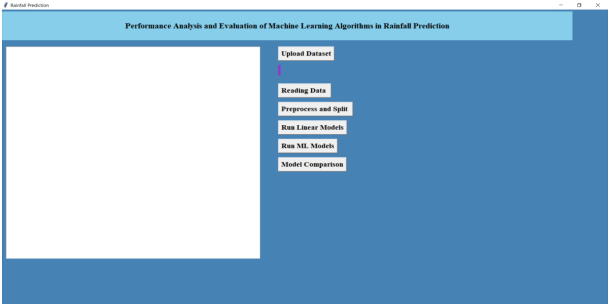 Rainfall Prediction
Performance Analysis and Evaluation of Machine Learning Algorithms in Rainfall Prediction
Upload Dataset
Reading Data
Preprocess and Split
Run Linear Models
Run ML Models
Model Comparison